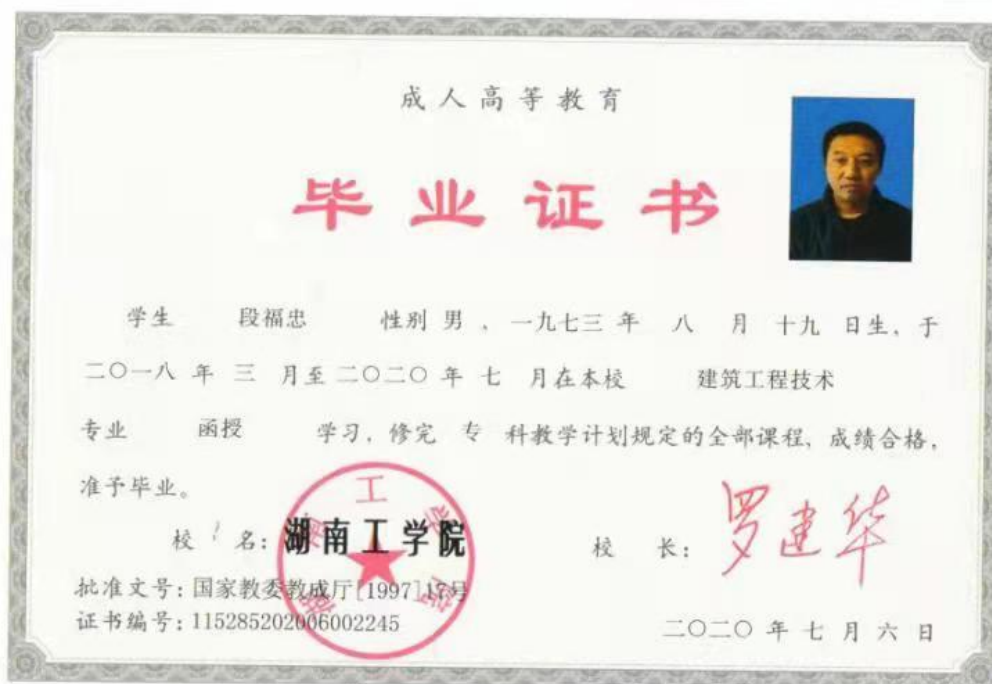 成人高等教育
毕业证书
学生 段福忠 性别 男 ，一九七三 年 八 月 十九 日生，于
二〇一八 年 三 月至 二〇二〇 年 七 月在本校 建筑工程技术
专业 函授 学习，修完 专 科教学计划规定的全部课程，成绩合格，
准予毕业。
校 名：湖南工学院
校 长：罗建华
批准文号：国家教委教成厅[1997]17号
证书编号：115285202006002245
二〇二〇 年 七 月 六 日
湖南工学院